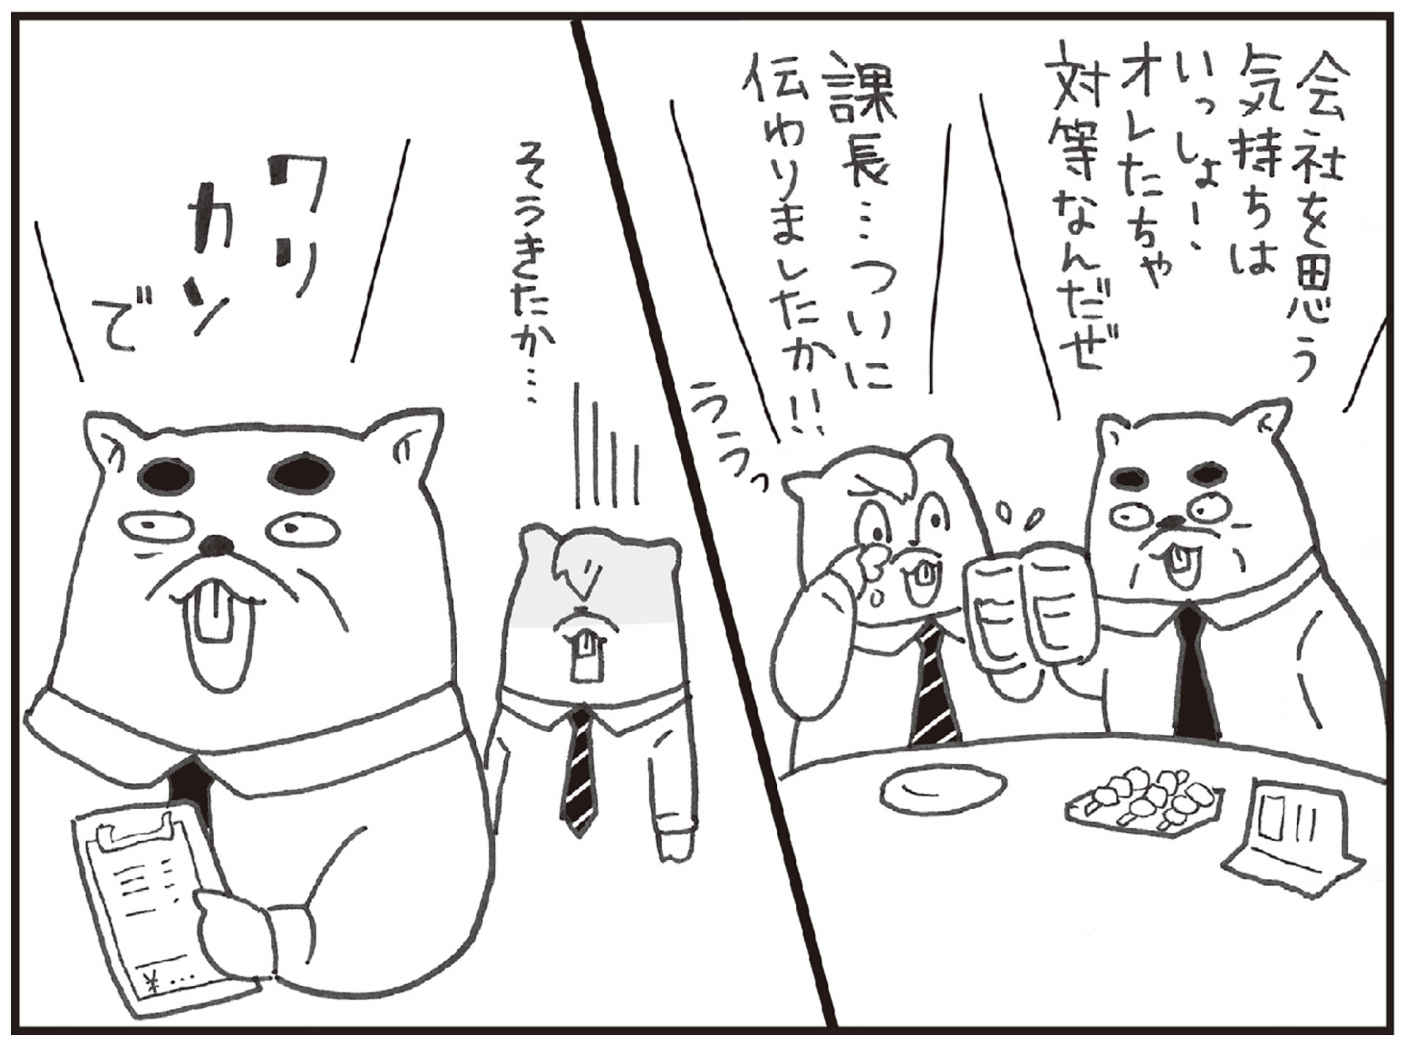 会社を思う
気持ちは
いっしょ!
オレたちゃ
対等なんだぜ
課長…ついに
伝わりましたか!!
ううっ
そうきたか…
ワリ
カン
で
¥…